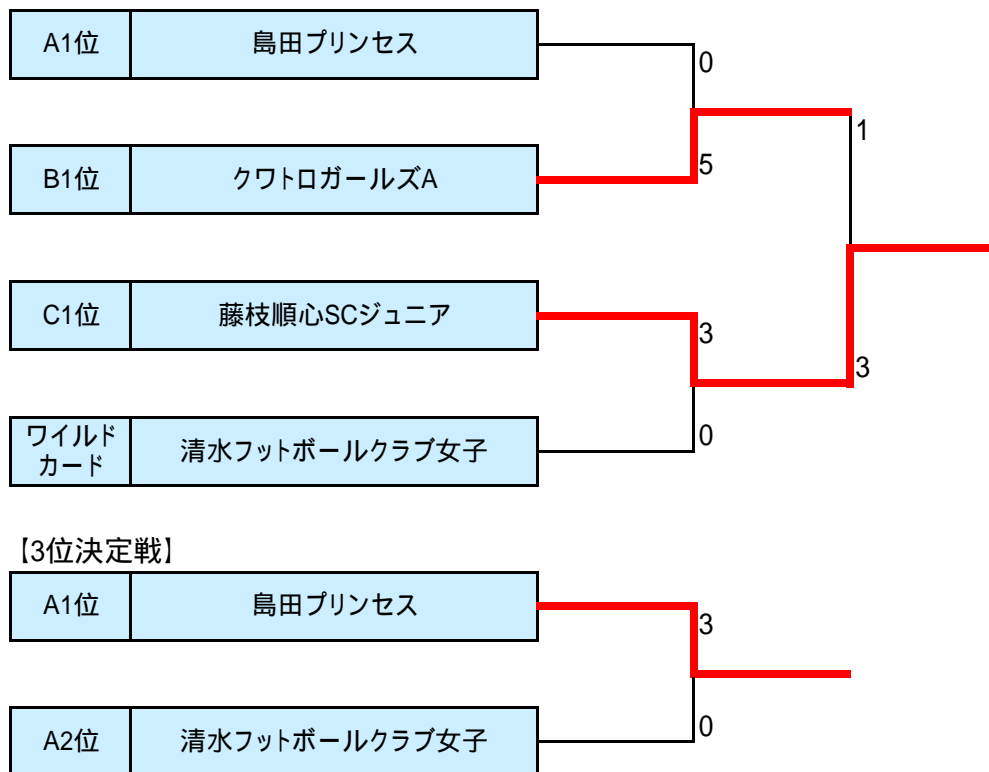 A1位 島田プリンセス
0
1
B1位 クワトロガールズA
5
C1位 藤枝順心SCジュニア
3
3
ワイルド
カード
清水フットボールクラブ女子
0
【3位決定戦】
A1位 島田プリンセス
3
A2位 清水フットボールクラブ女子
0